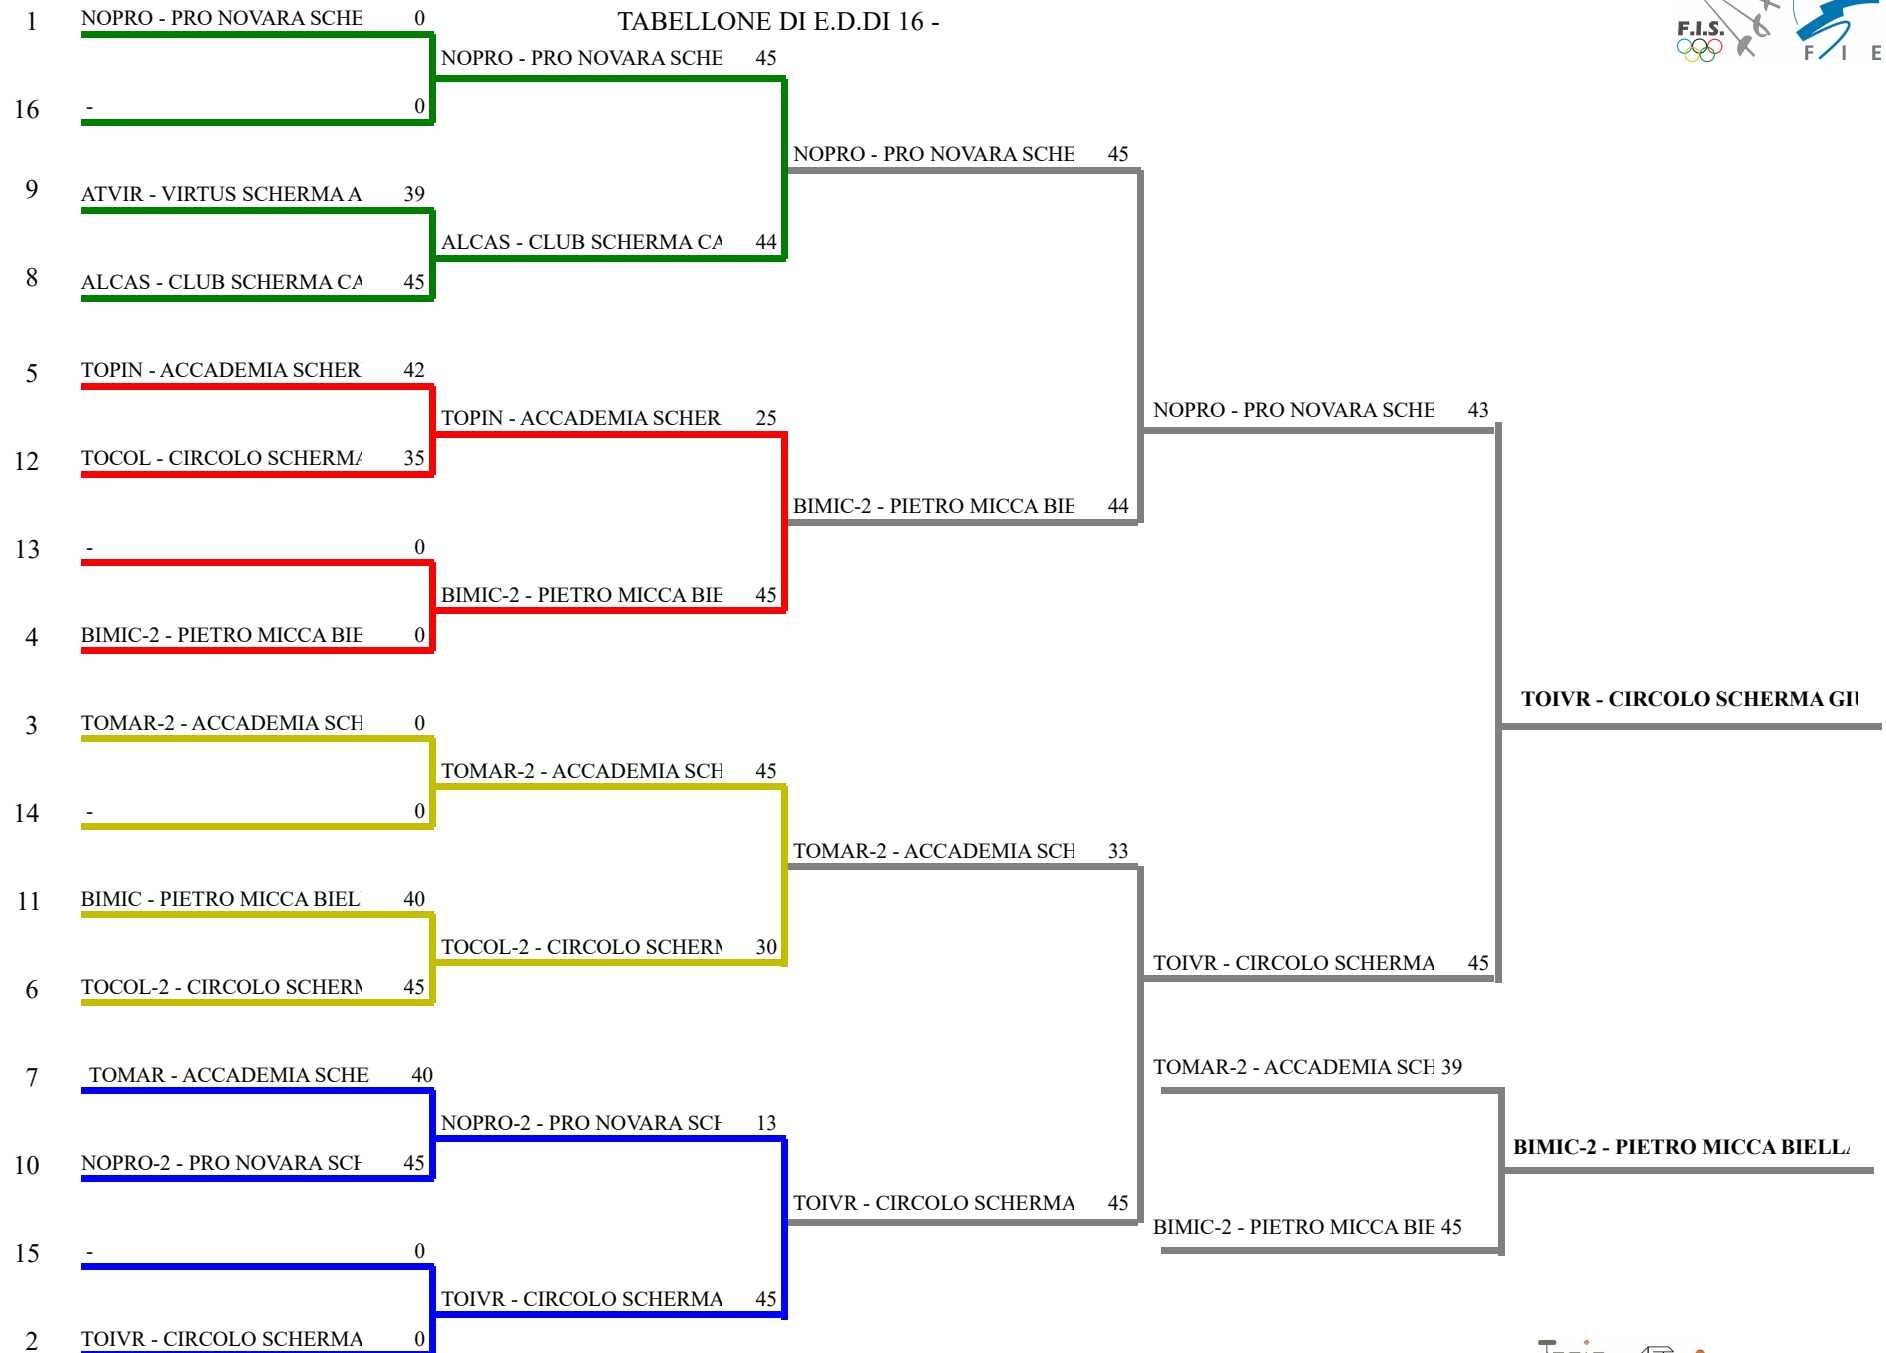 TABELLONE DI E.D.DI 16 -
F.I.S.
F I E
1 NOPRO - PRO NOVARA SCHE 0
NOPRO - PRO NOVARA SCHE 45
16 - 0
NOPRO - PRO NOVARA SCHE 45
9 ATVIR - VIRTUS SCHERMA A 39
ALCAS - CLUB SCHERMA CA 44
8 ALCAS - CLUB SCHERMA CA 45
5 TOPIN - ACCADEMIA SCHER 42
TOPIN - ACCADEMIA SCHER 25
NOPRO - PRO NOVARA SCHE 43
12 TOCOL - CIRCOLO SCHERMA 35
BIMIC-2 - PIETRO MICCA BIE 44
13 - 0
BIMIC-2 - PIETRO MICCA BIE 45
4 BIMIC-2 - PIETRO MICCA BIE 0
TOIVR - CIRCOLO SCHERMA GIU
3 TOMAR-2 - ACCADEMIA SCH 0
TOMAR-2 - ACCADEMIA SCH 45
14 - 0
TOMAR-2 - ACCADEMIA SCH 33
11 BIMIC - PIETRO MICCA BIEL 40
TOCOL-2 - CIRCOLO SCHERM 30
TOIVR - CIRCOLO SCHERMA 45
6 TOCOL-2 - CIRCOLO SCHERM 45
7 TOMAR - ACCADEMIA SCHE 40
TOMAR-2 - ACCADEMIA SCH 39
NOPRO-2 - PRO NOVARA SCH 13
BIMIC-2 - PIETRO MICCA BIELLA
10 NOPRO-2 - PRO NOVARA SCH 45
TOIVR - CIRCOLO SCHERMA 45
BIMIC-2 - PIETRO MICCA BIE 45
15 - 0
TOIVR - CIRCOLO SCHERMA 45
2 TOIVR - CIRCOLO SCHERMA 0